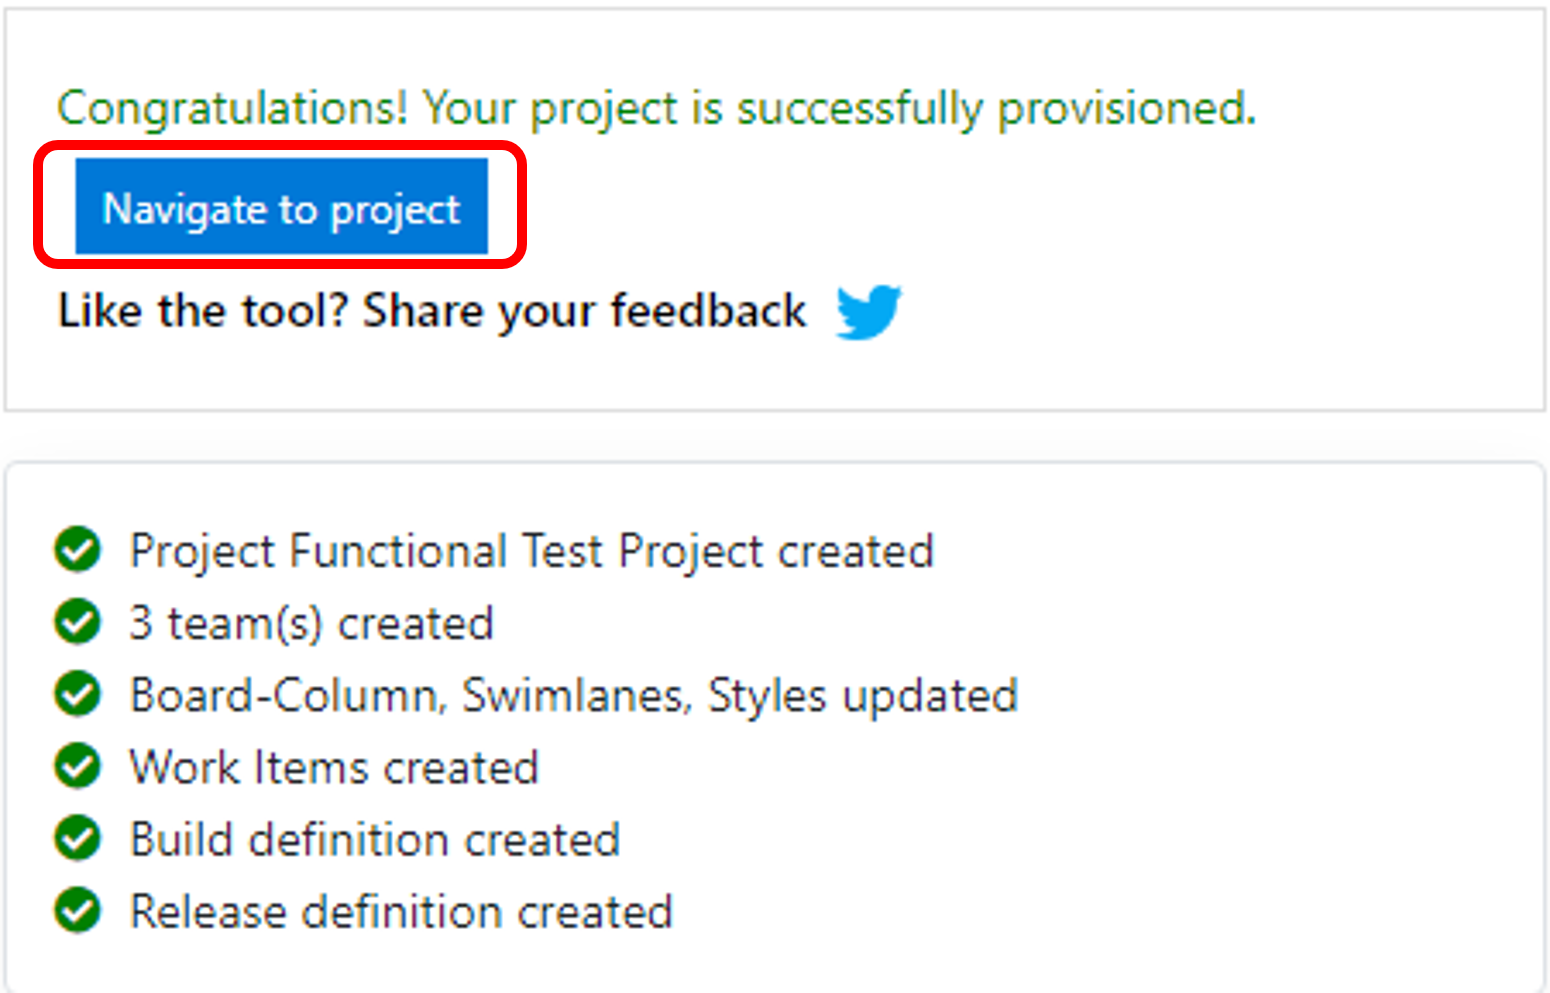 Congratulations! Your project is successfully provisioned.
Navigate to project
Like the tool? Share your feedback
Project Functional Test Project created
3 team(s) created
Board-Column, Swimlanes, Styles updated
Work Items created
Build definition created
Release definition created